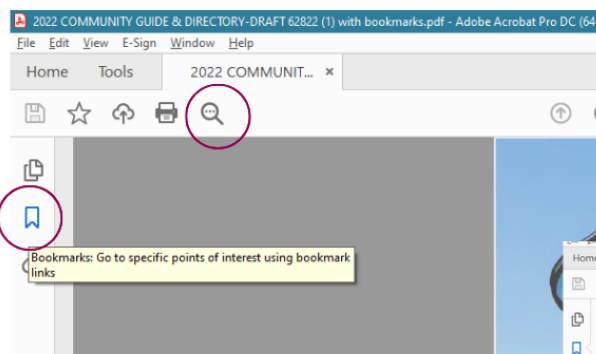 2022 COMMUNITY GUIDE & DIRECTORY-DRAFT 62822 (1) with bookmarks.pdf - Adobe Acrobat Pro DC (64
File Edit View E-Sign Window Help
Home Tools 2022 COMMUNIT... ×
Bookmarks: Go to specific points of interest using bookmark
links
Home